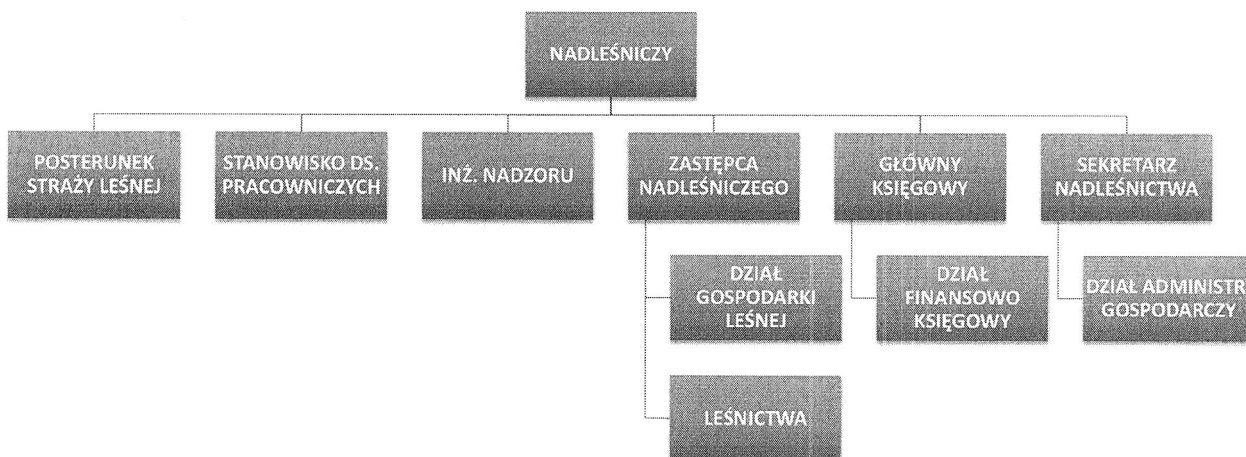 NADLEŚNICZY
POSTERUNEK
STRAŻY LEŚNEJ
STANOWISKO DS.
PRACOWNICZYCH
INŻ. NADZORU
ZASTĘPCA
NADLEŚNICZEGO
GŁÓWNY
KSIĘGOWY
SEKRETARZ
NADLEŚNICTWA
DZIAŁ
GOSPODARKI
LEŚNEJ
DZIAŁ
FINANSOWO
KSIĘGOWY
DZIAŁ ADMINISTR
GOSPODARCZY
LEŚNICTWA